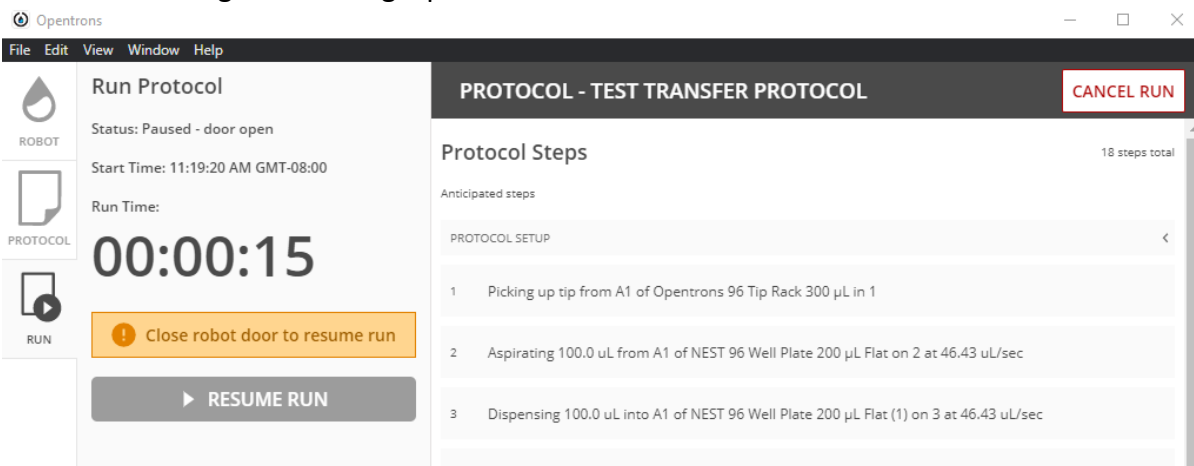 Opentrons
File Edit View Window Help
ROBOT
PROTOCOL
RUN
Run Protocol
Status: Paused - door open
Start Time: 11:19:20 AM GMT-08:00
Run Time:
00:00:15
Close robot door to resume run
RESUME RUN
PROTOCOL - TEST TRANSFER PROTOCOL
CANCEL RUN
Protocol Steps
18 steps total
Anticipated steps
PROTOCOL SETUP
1 Picking up tip from A1 of Opentrons 96 Tip Rack 300 µL in 1
2 Aspirating 100.0 uL from A1 of NEST 96 Well Plate 200 µL Flat on 2 at 46.43 uL/sec
3 Dispensing 100.0 uL into A1 of NEST 96 Well Plate 200 µL Flat (1) on 3 at 46.43 uL/sec